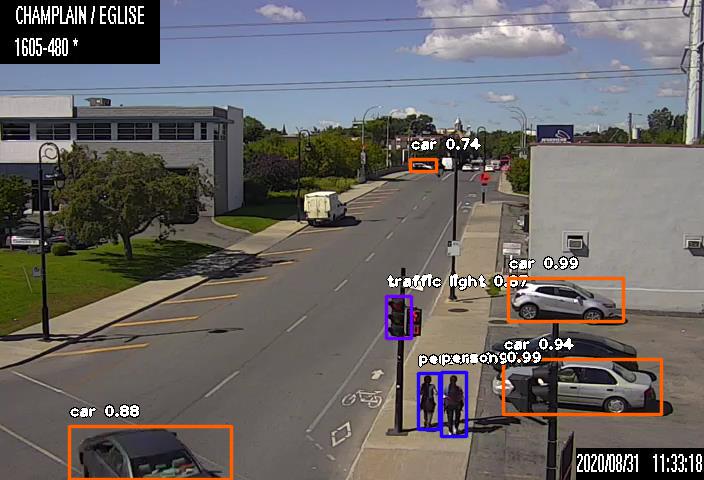 CHAMPLAIN / EGLISE
1605-480 *
car 0.74
car 0.99
traffic light 0.87
car 0.94
person 0.99
car 0.88
2020/08/31 11:33:18